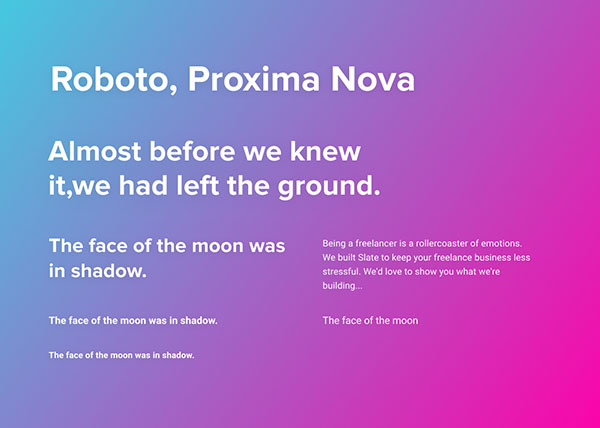 Roboto, Proxima Nova
Almost before we knew
it,we had left the ground.
The face of the moon was
in shadow.
Being a freelancer is a rollercoaster of emotions.
We built Slate to keep your freelance business less
stressful. We'd love to show you what we're
building...
The face of the moon was in shadow.
The face of the moon
The face of the moon was in shadow.